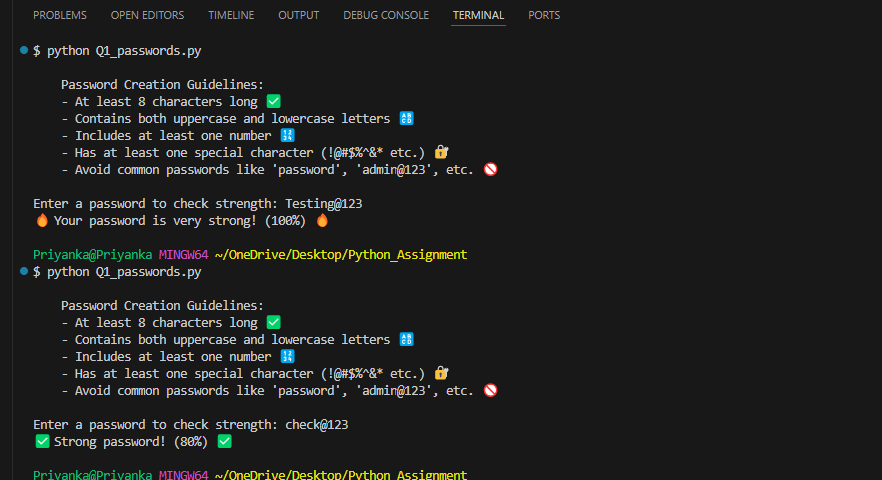 PROBLEMS OPEN EDITORS TIMELINE OUTPUT DEBUG CONSOLE TERMINAL PORTS
$ python Q1_passwords.py
Password Creation Guidelines:
- At least 8 characters long ✅
- Contains both uppercase and lowercase letters 🔠
- Includes at least one number 🔢
- Has at least one special character (!@#$%^&* etc.) 🔐
- Avoid common passwords like 'password', 'admin@123', etc. 🚫
Enter a password to check strength: Testing@123
🔥 Your password is very strong! (100%) 🔥
Priyanka@Priyanka MINGW64 ~/OneDrive/Desktop/Python_Assignment
$ python Q1_passwords.py
Password Creation Guidelines:
- At least 8 characters long ✅
- Contains both uppercase and lowercase letters 🔠
- Includes at least one number 🔢
- Has at least one special character (!@#$%^&* etc.) 🔐
- Avoid common passwords like 'password', 'admin@123', etc. 🚫
Enter a password to check strength: check@123
✅ Strong password! (80%) ✅
Priyanka@Priyanka MINGW64 ~/OneDrive/Desktop/Python_Assignment